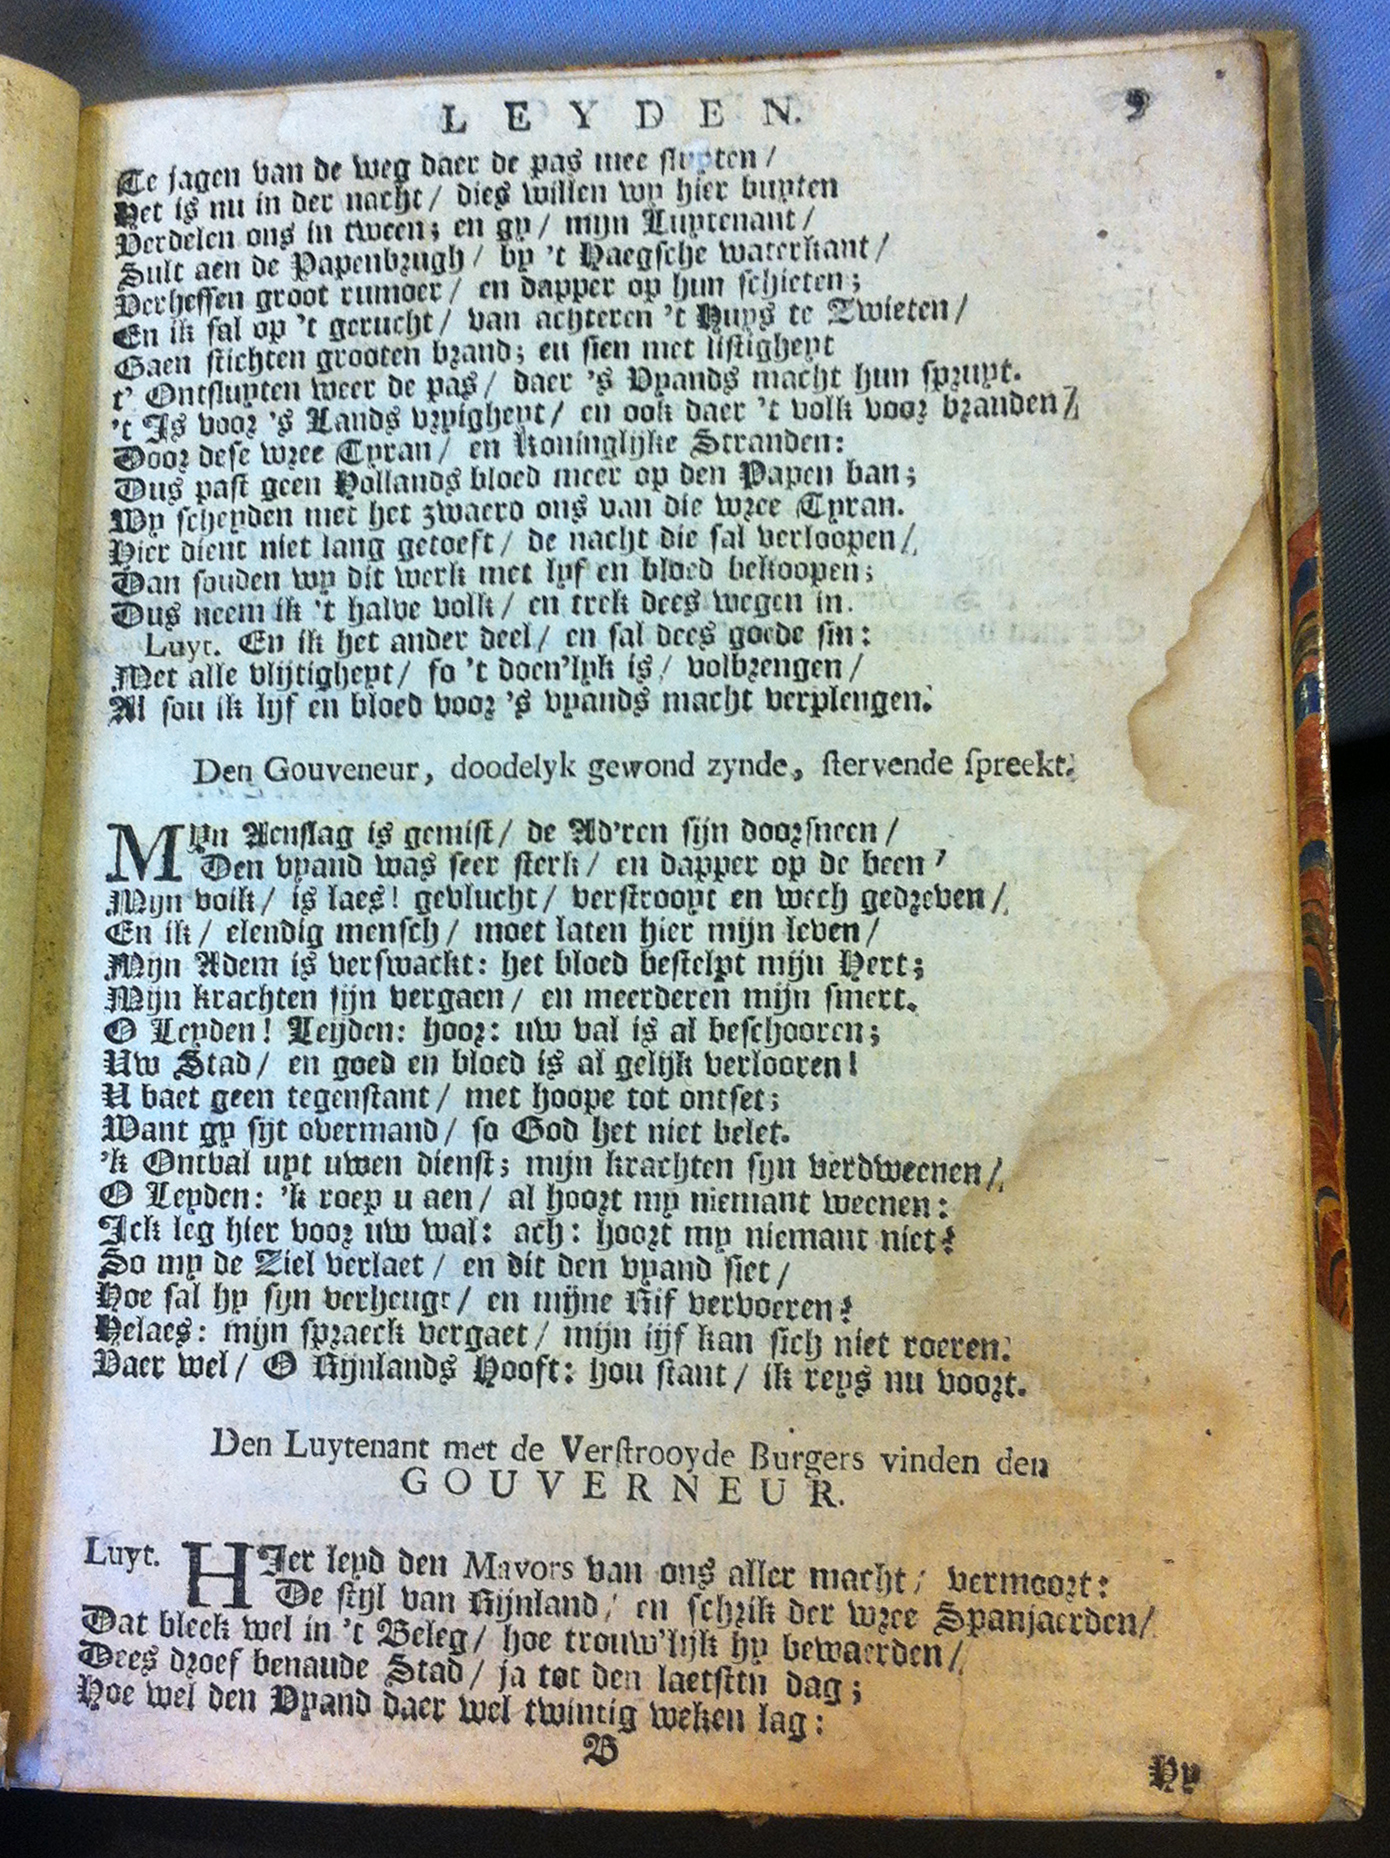 LEYDEN. 9
Te jagen van de weg daer de pas mee sluyten /
Het is nu in der nacht / dies willen wy hier buyten
Verdelen ons in tween; en gy / mijn Luytenant /
Sult aen de Papenbrugh / by 't Haegsche waterkant /
Verheffen groot rumoer / en dapper op hun schieten;
En ik sal op 't gerucht / van achteren 't Huys te Zwieten /
Gaen stichten grooten brand; en sien met listigheyt
t' Ontsluyten weer de pas / daer 's Vyands macht hun spruyt.
't Is voor 's Lands vryigheyt / en ook daer 't volk voor branden /
Door dese wree Tyran / en Koninglijke Stranden:
Dus past geen Hollands bloed meer op den Papen ban;
Wy scheyden met het zwaerd ons van die wree Tyran.
Hier dient niet lang getoeft / de nacht die sal verloopen /
Dan souden wy dit werk met lyf en bloed bekoopen;
Dus neem ik 't halve volk / en trek dees wegen in.
Luyt. En ik het ander deel / en sal dees goede sin:
Met alle vlijtigheyt / so 't doen'lyk is / volbrengen /
Al sou ik lijf en bloed voor 's vyands macht verplengen.
Den Gouveneur, doodelyk gewond zynde, stervende spreekt.
MYn Aenslag is gemist / de Ad'ren sijn doorsneen /
Den vyand was seer sterk / en dapper op de been '
Mijn volk / is laes! gevlucht / verstrooyt en wech gedreven /
En ik / elendig mensch / moet laten hier mijn leven /
Mijn Adem is verswackt: het bloed bestelpt mijn Hert;
Mijn krachten sijn vergaen / en meerderen mijn smert.
O Leyden! Leijden: hoor: uw val is al beschooren;
Uw Stad / en goed en bloed is al gelijk verlooren!
U baet geen tegenstant / met hoope tot ontset;
Want gy sijt overmand / so God het niet belet.
'k Ontval uyt uwen dienst; mijn krachten syn verdweenen /
O Leyden: 'k roep u aen / al hoort my niemant weenen:
Ick leg hier voor uw wal: ach: hoort my niemant niet?
So my de Ziel verlaet / en dit den vyand siet /
Hoe sal hy syn verheugt / en mijne Rif vervoeren?
Helaes: mijn spraeck vergaet / mijn lijf kan sich niet roeren.
Vaer wel / O Rijnlands Hooft: hou stant / ik reys nu voort.
Den Luytenant met de Verstrooyde Burgers vinden den
GOUVERNEUR.
Luyt. HIer leyd den Mavors van ons aller macht / vermoort:
De stijl van Rijnland / en schrik der wree Spanjaerden /
Dat bleek wel in 't Beleg / hoe trouw'lijk hy bewaerden /
Dees droef benaude Stad / ja tot den laetsttn dag;
Hoe wel den Vyand daer wel twintig weken lag:
B
Hy